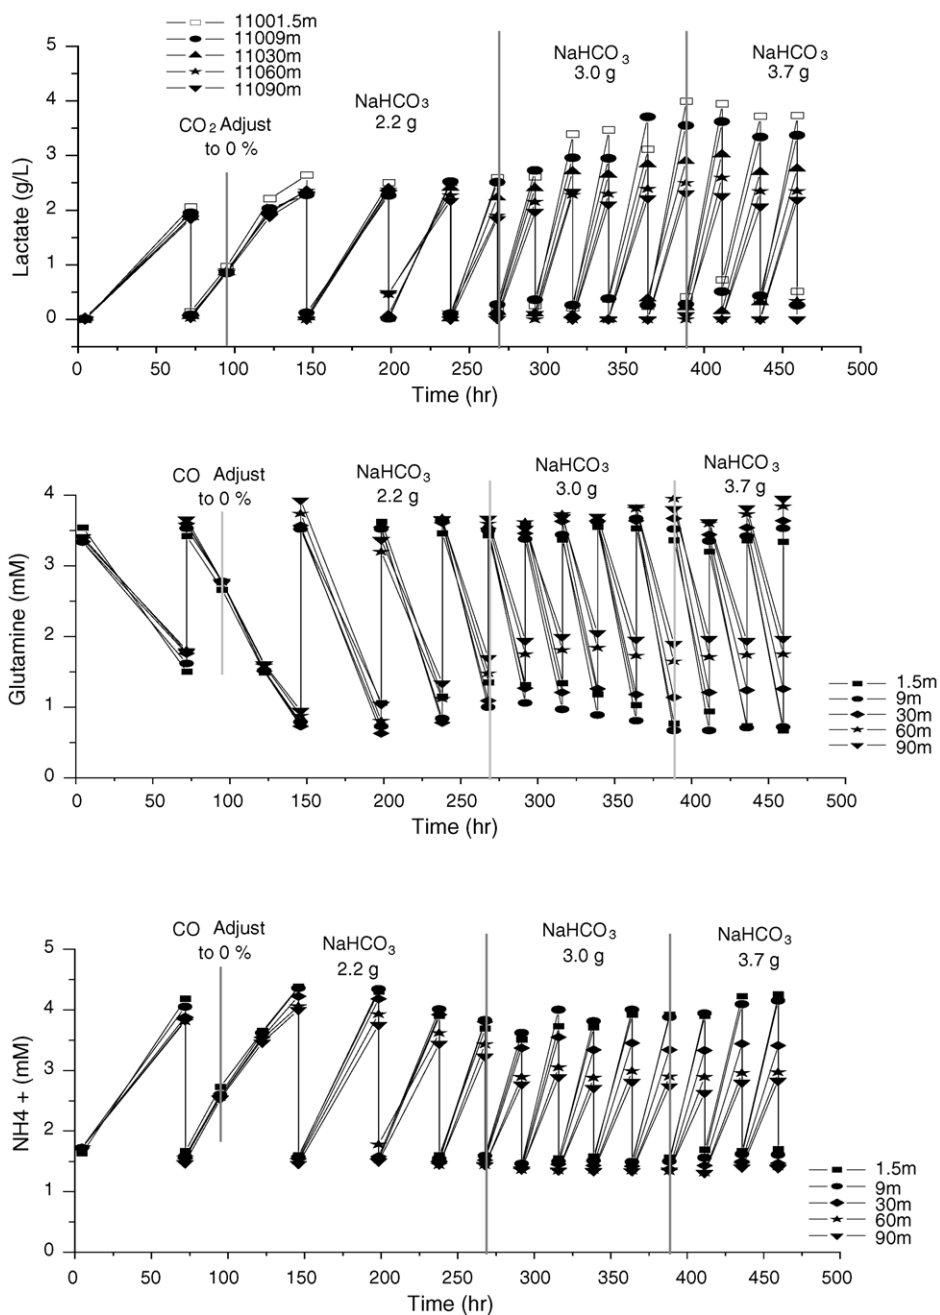 11001.5m
11009m
11030m
11060m
11090m
CO2 Adjust
to 0 %
NaHCO3
2.2 g
NaHCO3
3.0 g
NaHCO3
3.7 g
5
4
3
2
1
0
Lactate (g/L)
0 50 100 150 200 250 300 350 400 450 500
Time (hr)
CO Adjust
to 0 %
NaHCO3
2.2 g
NaHCO3
3.0 g
NaHCO3
3.7 g
4
3
2
1
0
Glutamine (mM)
1.5m
9m
30m
60m
90m
0 50 100 150 200 250 300 350 400 450 500
Time (hr)
CO Adjust
to 0 %
NaHCO3
2.2 g
NaHCO3
3.0 g
NaHCO3
3.7 g
5
4
3
2
1
0
NH4 + (mM)
1.5m
9m
30m
60m
90m
0 50 100 150 200 250 300 350 400 450 500
Time (hr)